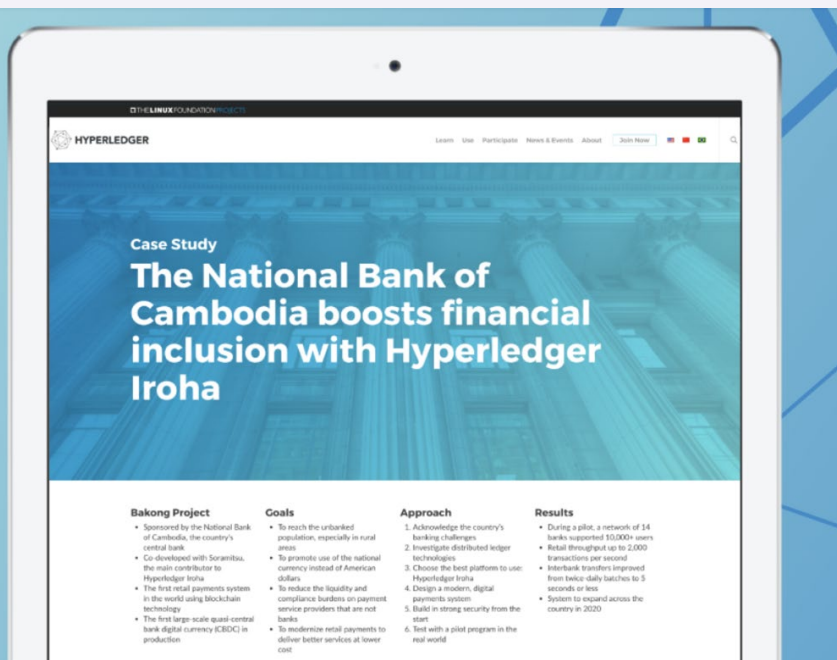 THE LINUX FOUNDATION PROJECTS
HYPERLEDGER
Learn Use Participate News & Events About Join Now
Case Study
The National Bank of
Cambodia boosts financial
inclusion with Hyperledger
Iroha
Bakong Project
• Sponsored by the National Bank
of Cambodia, the country's
central bank
• Co-developed with Soramitsu,
the main contributor to
Hyperledger Iroha
• The first retail payments system
in the world using blockchain
technology
• The first large-scale quasi-central
bank digital currency (CBDC) in
production
Goals
• To reach the unbanked
population, especially in rural
areas
• To promote use of the national
currency instead of American
dollars
• To reduce the liquidity and
compliance burdens on payment
service providers that are not
banks
• To modernize retail payments to
deliver better services at lower
cost
Approach
1. Acknowledge the country's
banking challenges
2. Investigate distributed ledger
technologies
3. Choose the best platform to use:
Hyperledger Iroha
4. Design a modern, digital
payments system
5. Build in strong security from the
start
6. Test with a pilot program in the
real world
Results
• During a pilot, a network of 14
banks supported 10,000+ users
• Retail throughput up to 2,000
transactions per second
• Interbank transfers improved
from twice-daily batches to 5
seconds or less
• System to expand across the
country in 2020